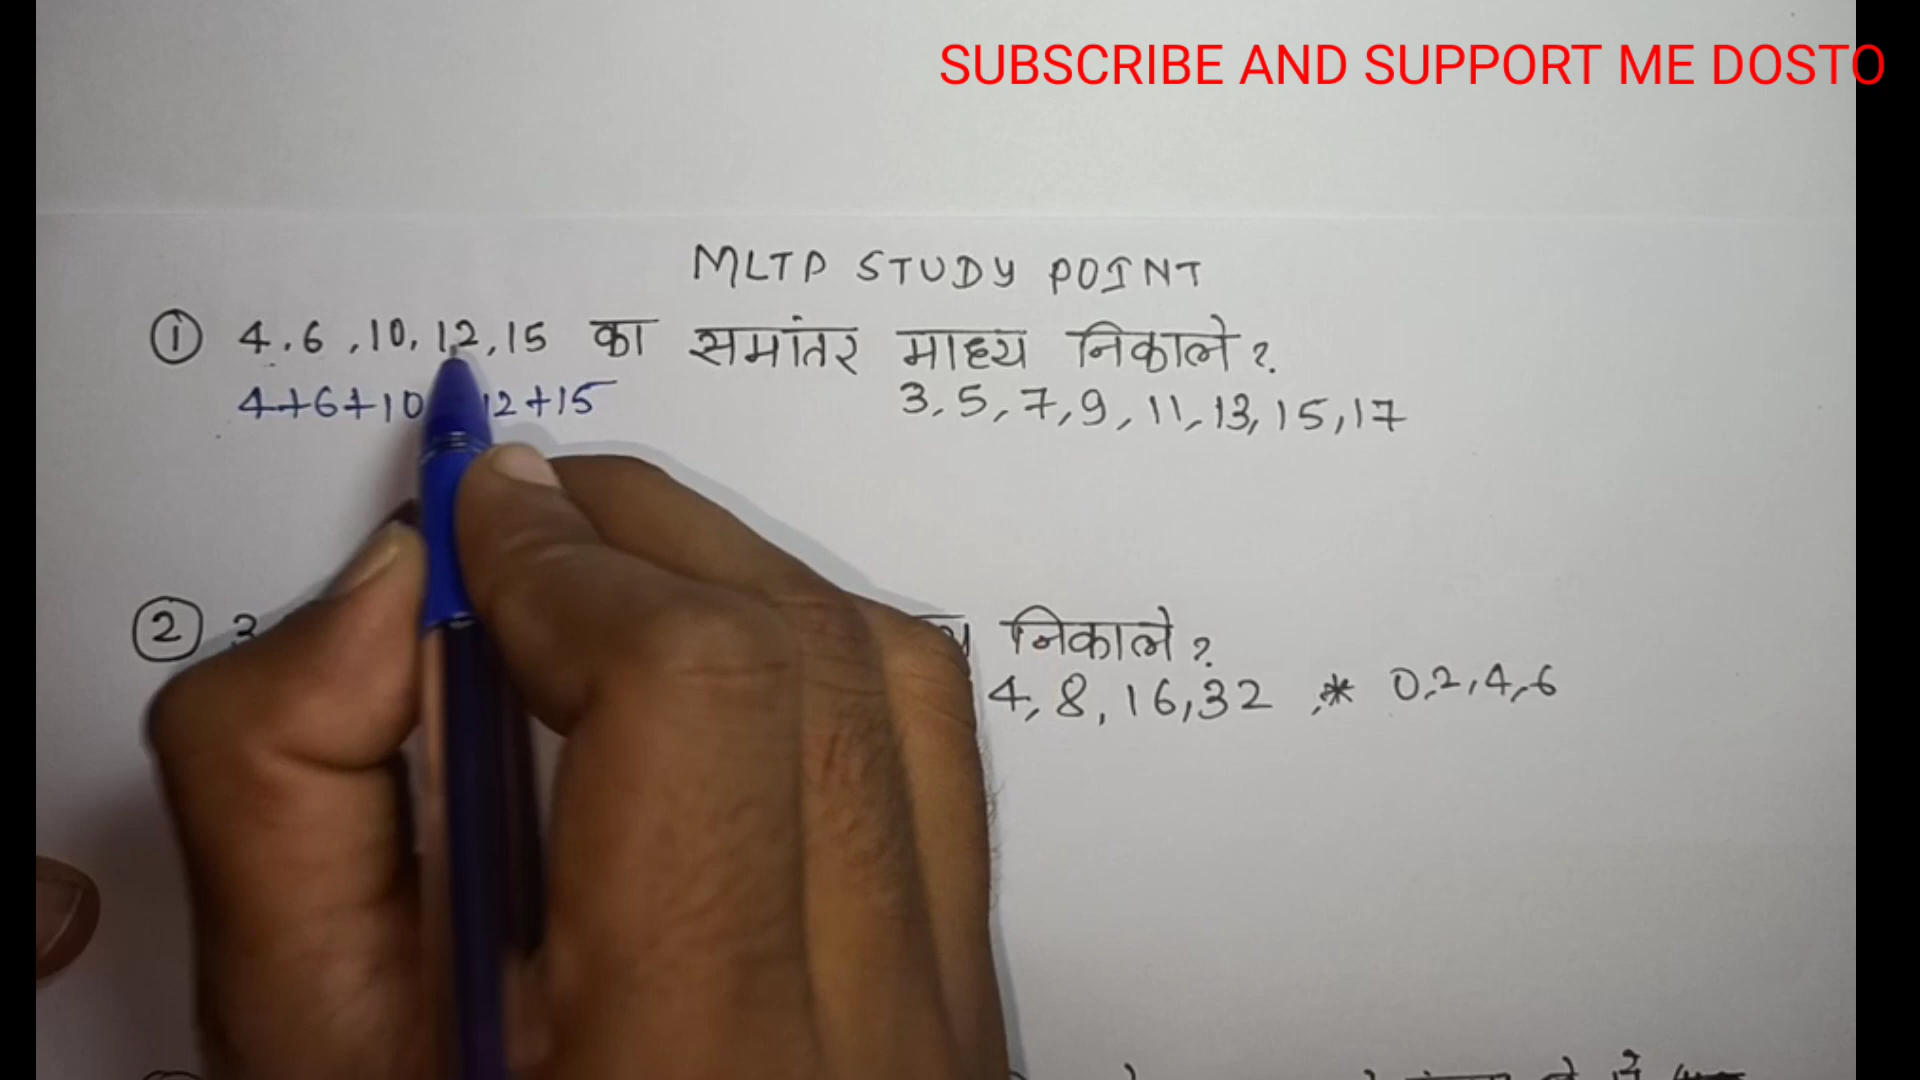 SUBSCRIBE AND SUPPORT ME DOSTO
MLTP STUDY POINT
① 4, 6, 10, 12, 15 का समांतर माध्य निकाले?
4+6+10 12+15
3, 5, 7, 9, 11, 13, 15, 17
② 3 निकाले?
4, 8, 16, 32, * 0, 2, 4, 6